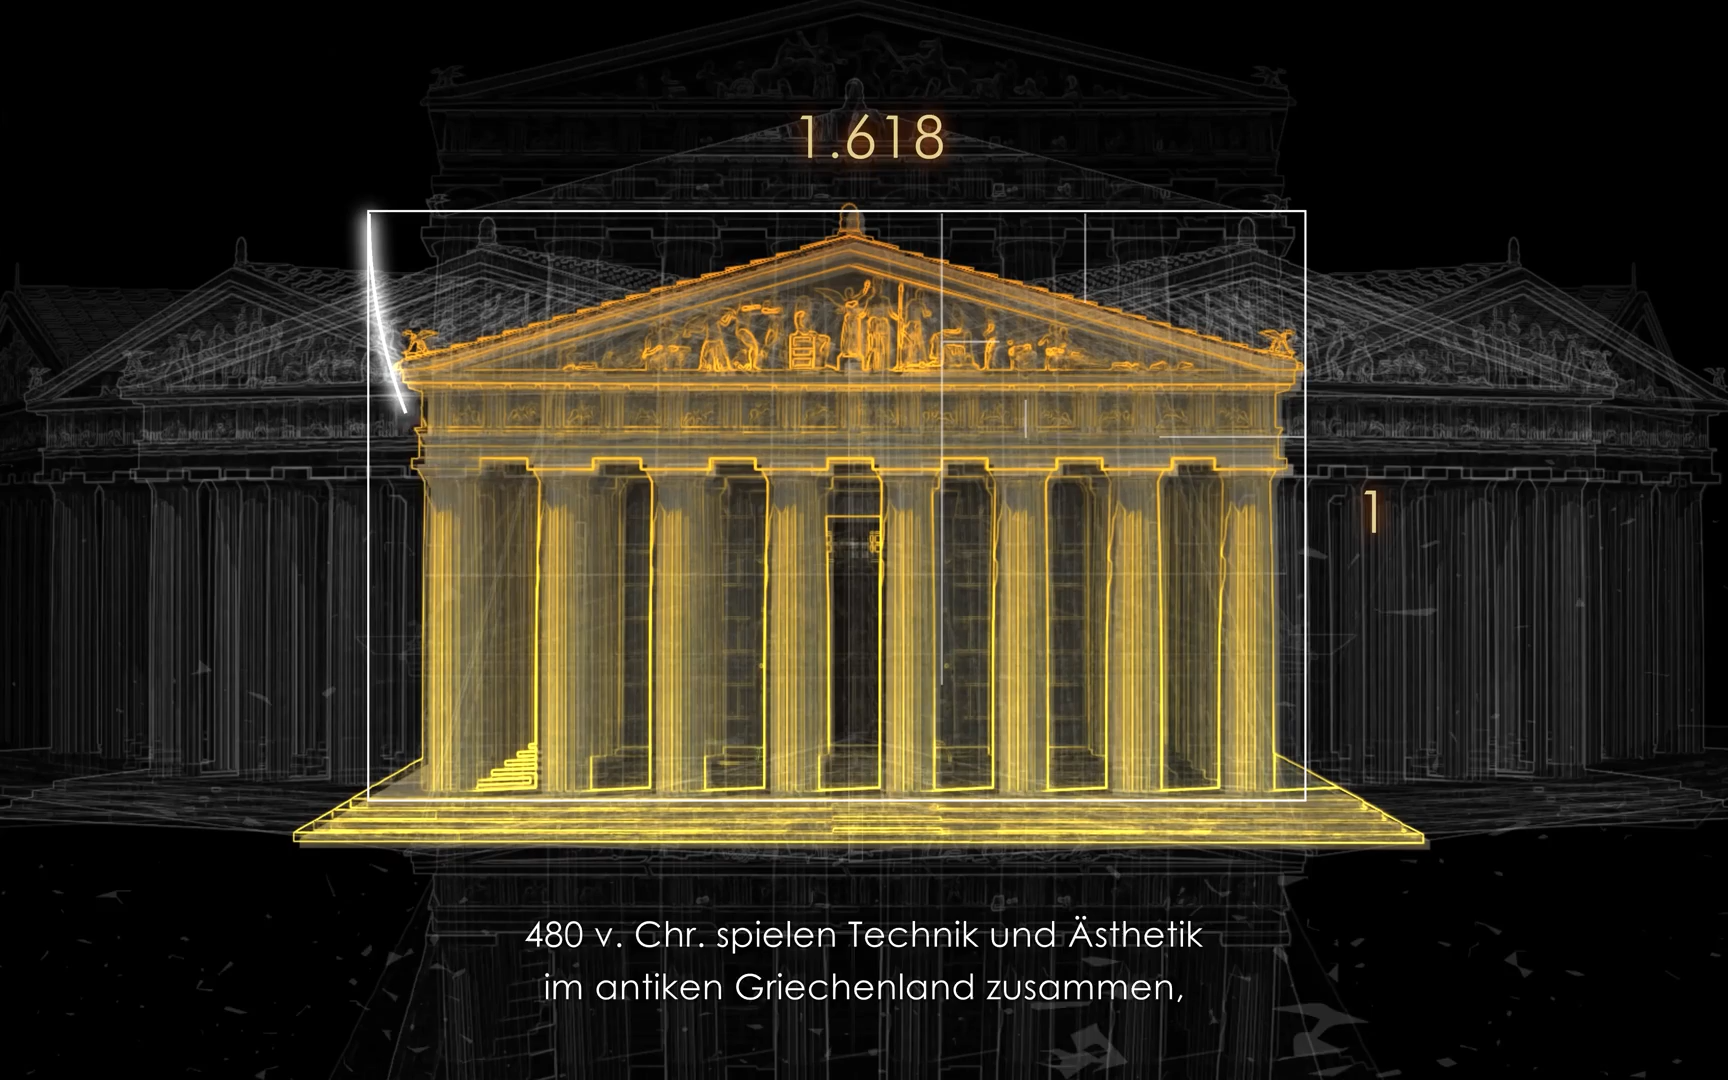 1.618
1
480 v. Chr. spielen Technik und Ästhetik
im antiken Griechenland zusammen,